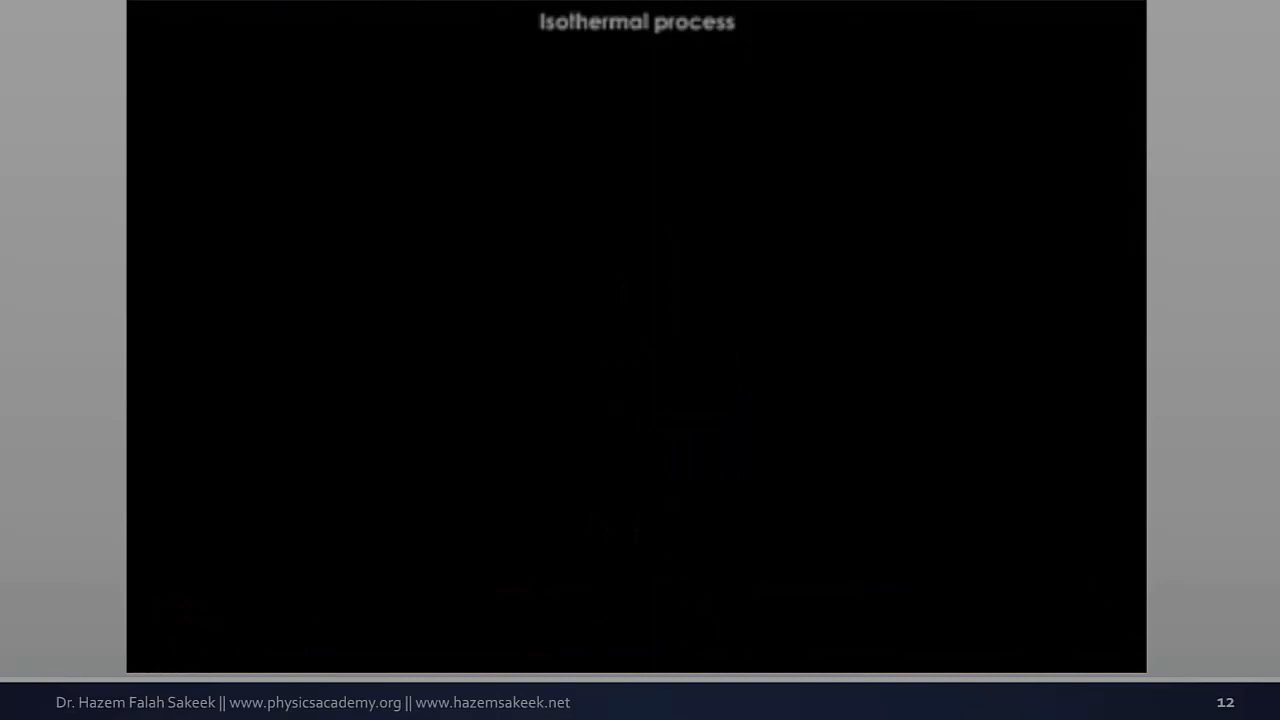 Isothermal process
Dr. Hazem Falah Sakeek || www.physicsacademy.org || www.hazemsakeek.net
12